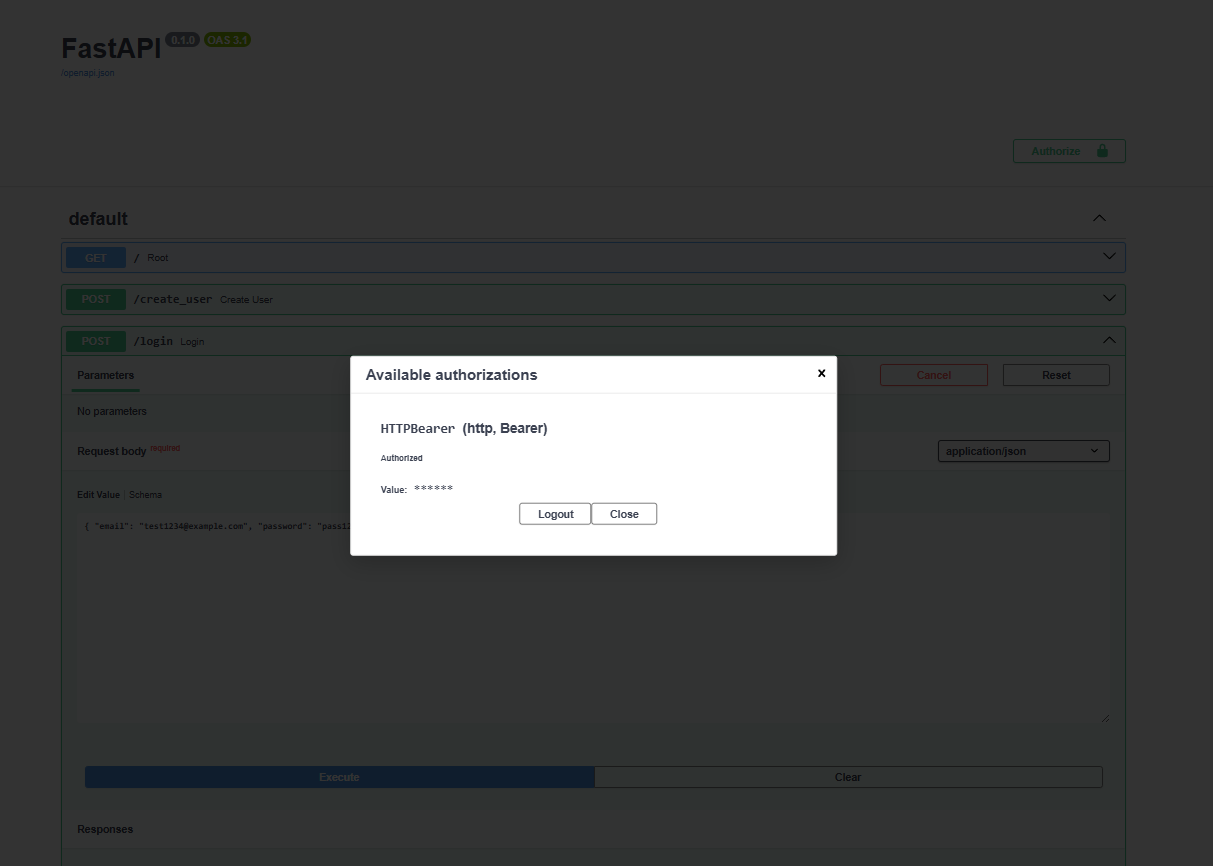 FastAPI 0.1.0 OAS 3.1
/openapi.json
Authorize
default
GET / Root
POST /create_user Create User
POST /login Login
Parameters
Cancel Reset
No parameters
Request body required
application/json
Edit Value | Schema
{ "email": "test1234@example.com", "password":
Execute Clear
Responses
Available authorizations
×
HTTPBearer (http, Bearer)
Authorized
Value: ******
Logout Close